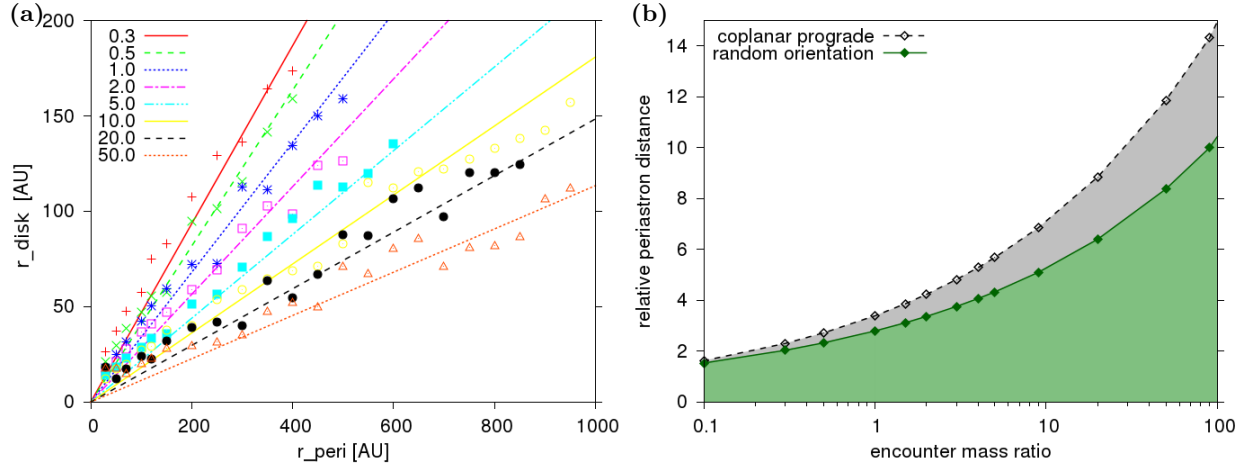 (a)
200
150
100
50
0
r_disk [AU]
0.3
0.5
1.0
2.0
5.0
10.0
20.0
50.0
0 200 400 600 800 1000
r_peri [AU]
(b)
14
12
10
8
6
4
2
0
relative periastron distance
coplanar prograde
random orientation
0.1 1 10 100
encounter mass ratio